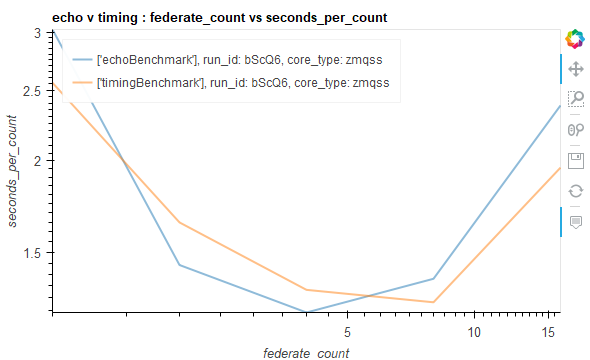 echo v timing : federate_count vs seconds_per_count
['echoBenchmark'], run_id: bScQ6, core_type: zmqss
['timingBenchmark'], run_id: bScQ6, core_type: zmqss
3
2.5
2
1.5
seconds_per_count
5
10
15
federate_count